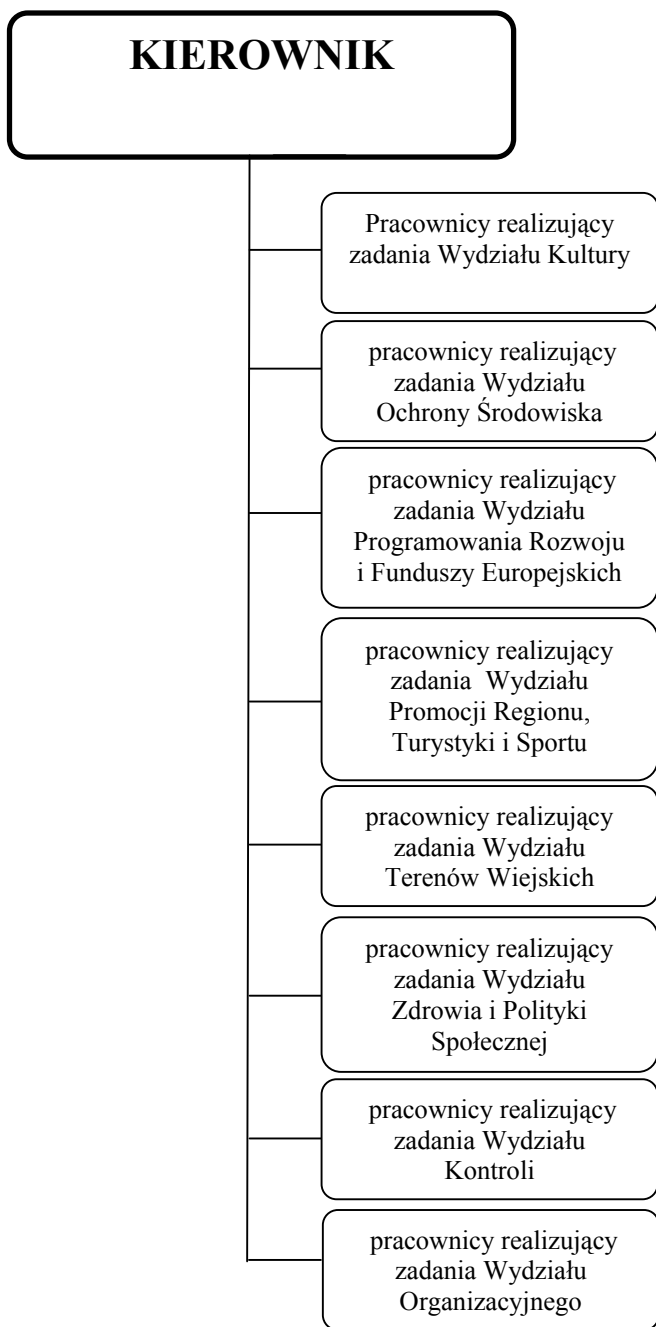 KIEROWNIK
Pracownicy realizujący
zadania Wydziału Kultury
pracownicy realizujący
zadania Wydziału
Ochrony Środowiska
pracownicy realizujący
zadania Wydziału
Programowania Rozwoju
i Funduszy Europejskich
pracownicy realizujący
zadania  Wydziału
Promocji Regionu,
Turystyki i Sportu
pracownicy realizujący
zadania Wydziału
Terenów Wiejskich
pracownicy realizujący
zadania Wydziału
Zdrowia i Polityki
Społecznej
pracownicy realizujący
zadania Wydziału
Kontroli
pracownicy realizujący
zadania Wydziału
Organizacyjnego